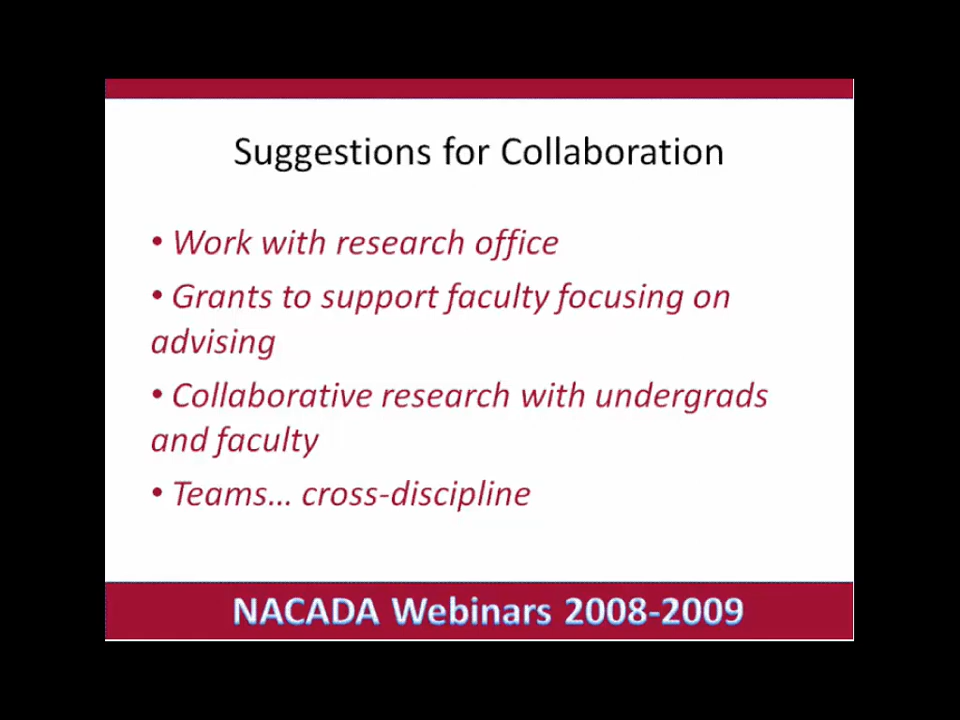 Suggestions for Collaboration
• Work with research office
• Grants to support faculty focusing on
advising
• Collaborative research with undergrads
and faculty
• Teams... cross-discipline
NACADA Webinars 2008-2009